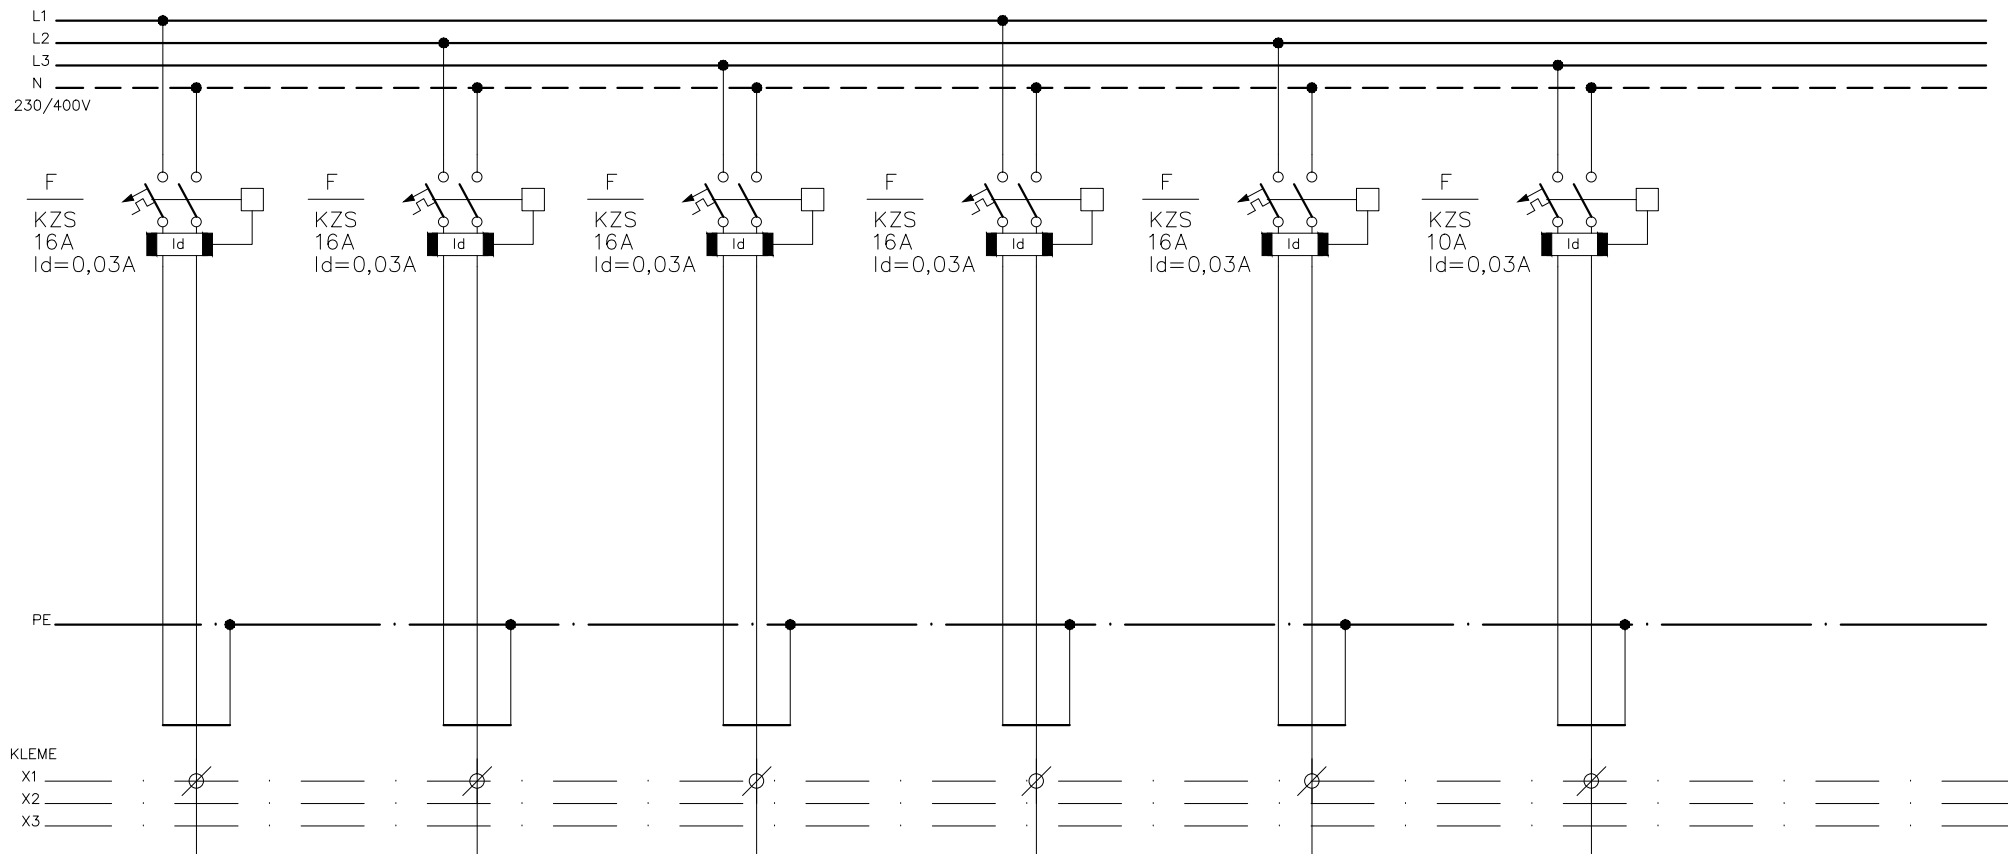 L1
L2
L3
N
230/400V
F
KZS
16A
Id=0,03A
Id
F
KZS
16A
Id=0,03A
Id
F
KZS
16A
Id=0,03A
Id
F
KZS
16A
Id=0,03A
Id
F
KZS
16A
Id=0,03A
Id
F
KZS
10A
Id=0,03A
Id
PE
KLEME
X1
X2
X3